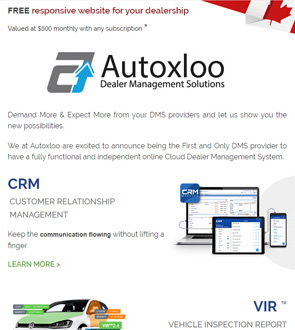 FREE responsive website for your dealership
Valued at $500 monthly with any subscription *
Autoxloo
Dealer Management Solutions
Demand More & Expect More from your DMS providers and let us show you the
new possibilities.
We at Autoxloo are excited to announce being the First and Only DMS provider to
have a fully functional and independent online Cloud Dealer Management System.
CRM
CUSTOMER RELATIONSHIP
MANAGEMENT
Keep the communication flowing without lifting a
finger
LEARN MORE >
CRM
VIR ™
VEHICLE INSPECTION REPORT